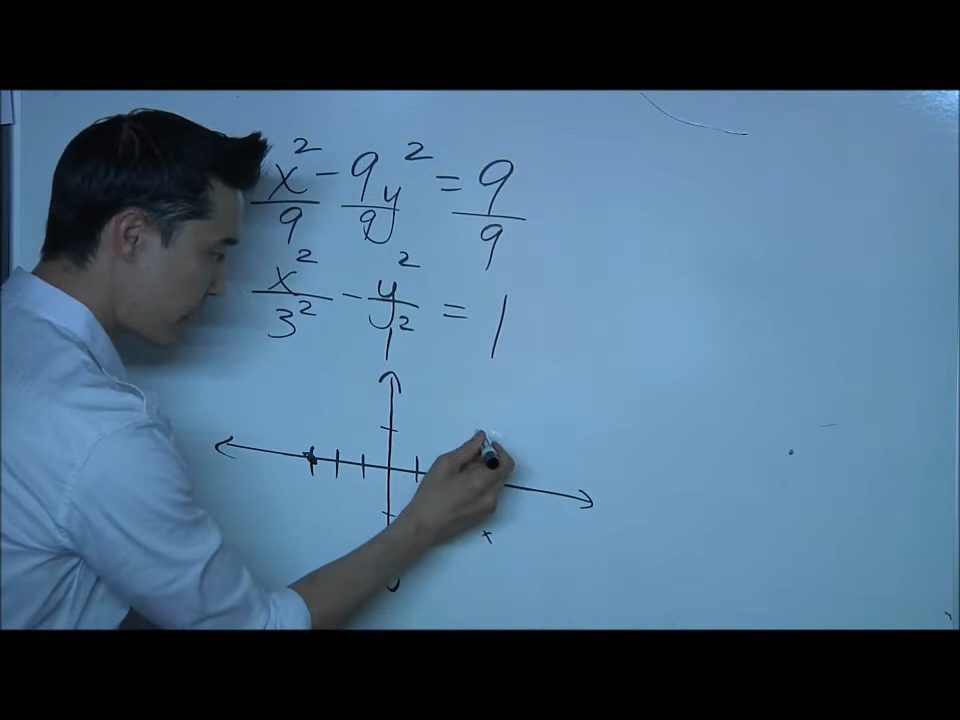 x²/9 - 9y²/9 = 9/9
x²/3² - y²/1² = 1